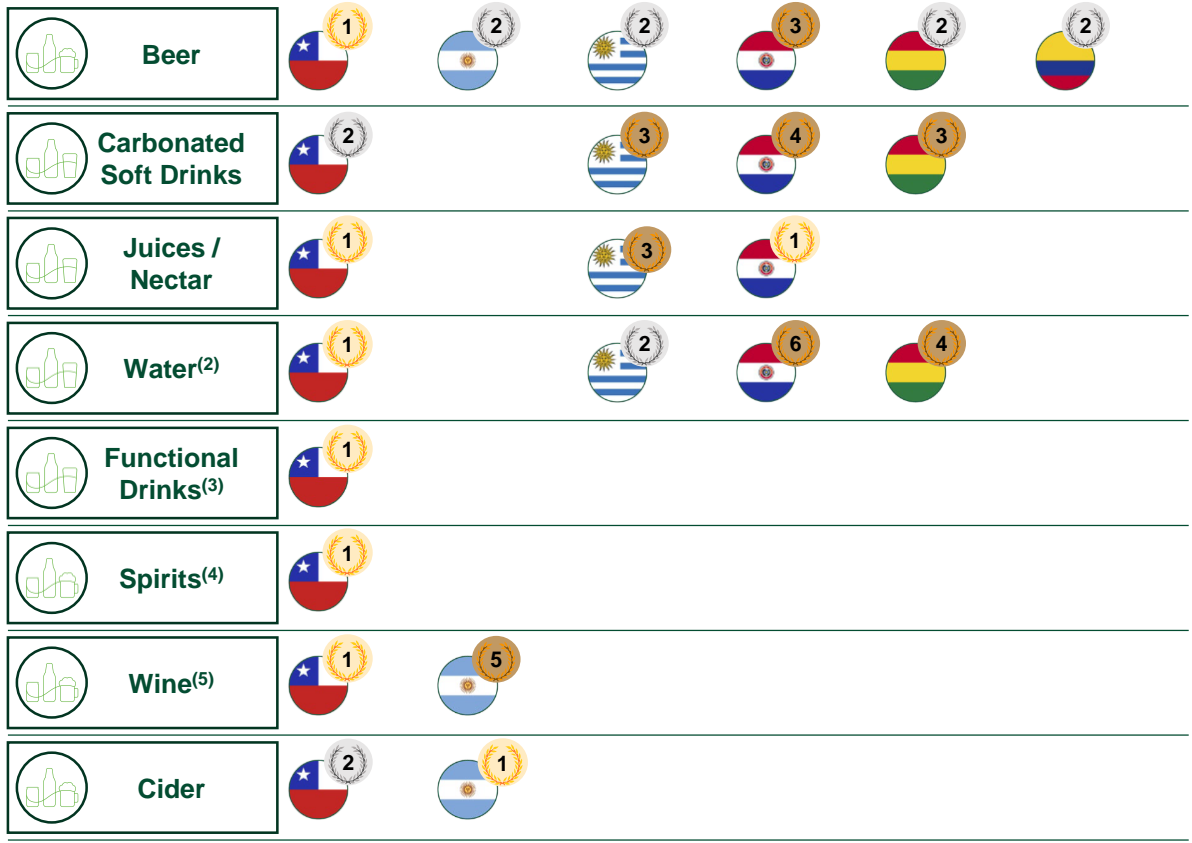 Beer
1 2 2 3 2 2
Carbonated
Soft Drinks
2 3 4 3
Juices /
Nectar
1 3 1
Water(2)
1 2 6 4
Functional
Drinks(3)
1
Spirits(4)
1
Wine(5)
1 5
Cider
2 1